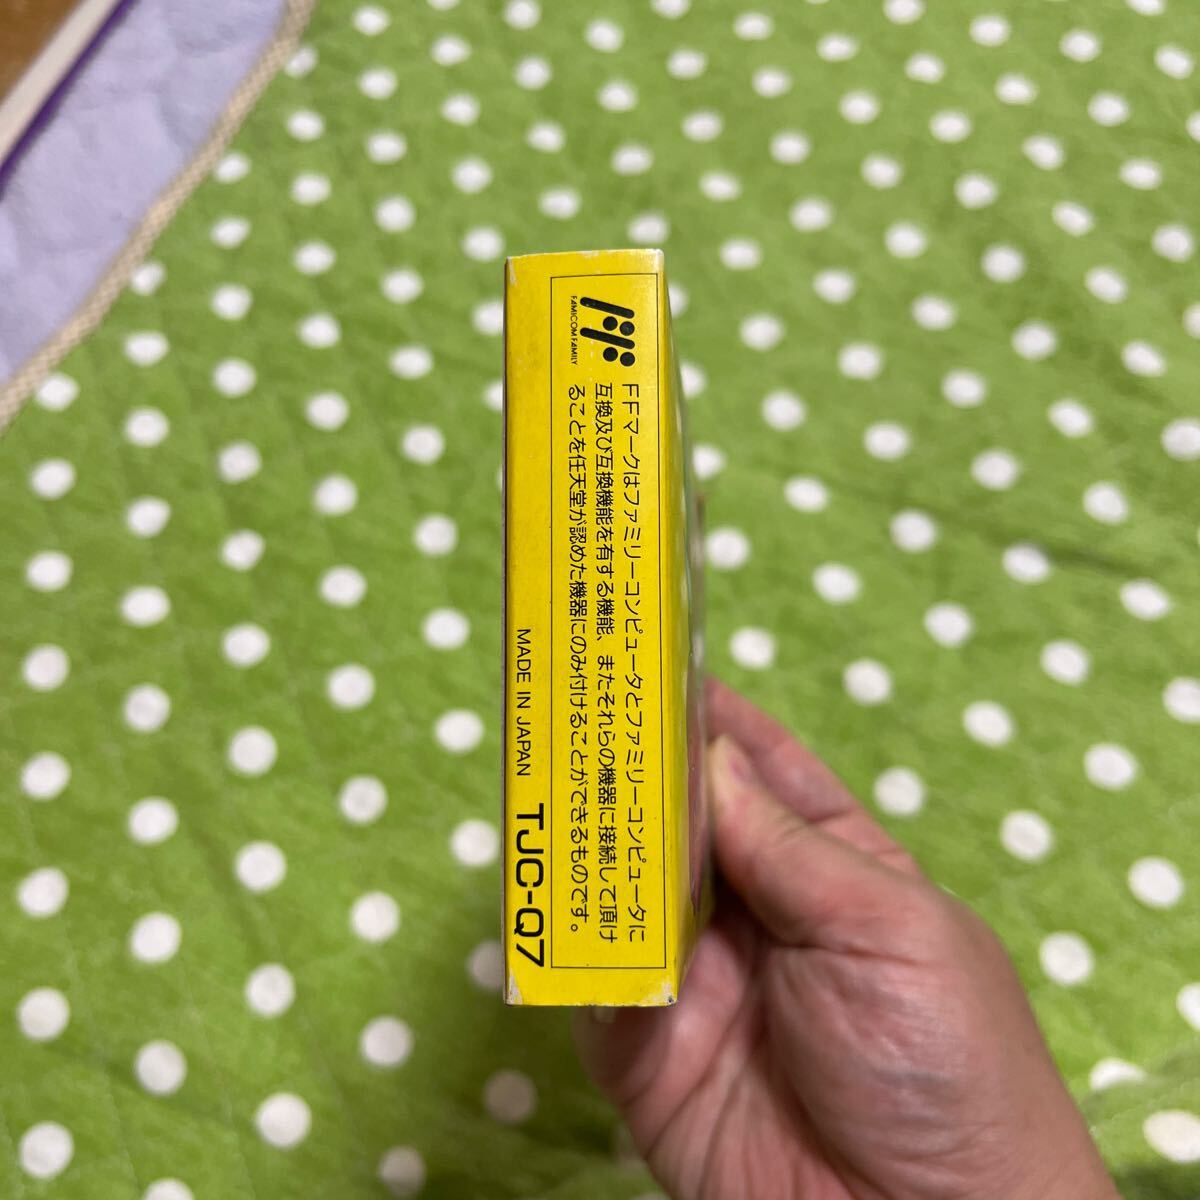 FAMICOM FAMILY
FFマークはファミリーコンピュータとファミリーコンピュータに
互換及び互換機能を有する機能、またそれらの機器に接続して頂け
ることを任天堂が認めた機器にのみ付けることができるものです。
MADE IN JAPAN TJC-Q7